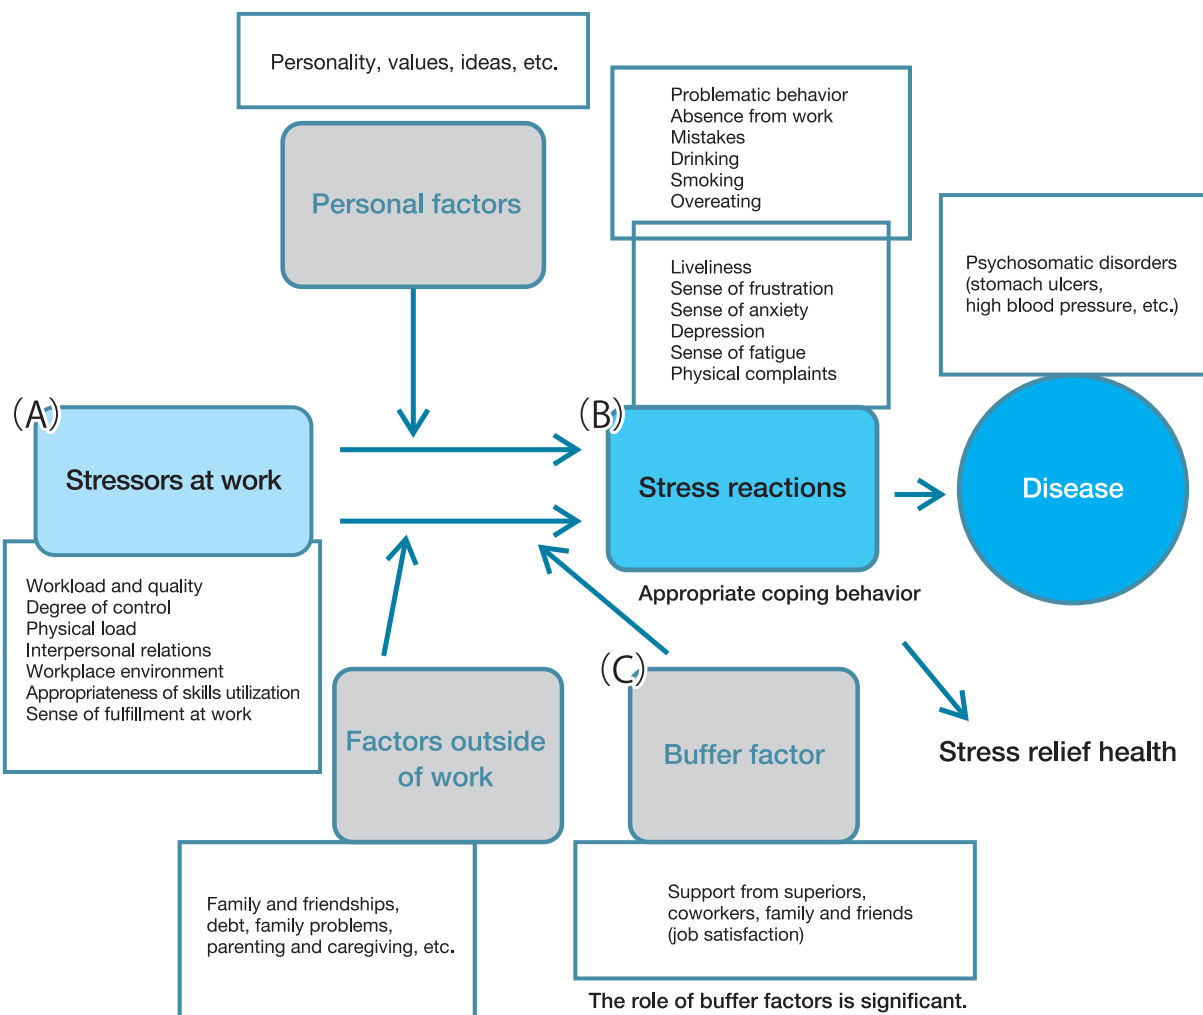 Personality, values, ideas, etc.
Personal factors
Problematic behavior
Absence from work
Mistakes
Drinking
Smoking
Overeating
Liveliness
Sense of frustration
Sense of anxiety
Depression
Sense of fatigue
Physical complaints
Psychosomatic disorders
(stomach ulcers,
high blood pressure, etc.)
(A)
Stressors at work
(B)
Stress reactions
Disease
Workload and quality
Degree of control
Physical load
Interpersonal relations
Workplace environment
Appropriateness of skills utilization
Sense of fulfillment at work
Appropriate coping behavior
Factors outside
of work
(C)
Buffer factor
Stress relief health
Family and friendships,
debt, family problems,
parenting and caregiving, etc.
Support from superiors,
coworkers, family and friends
(job satisfaction)
The role of buffer factors is significant.